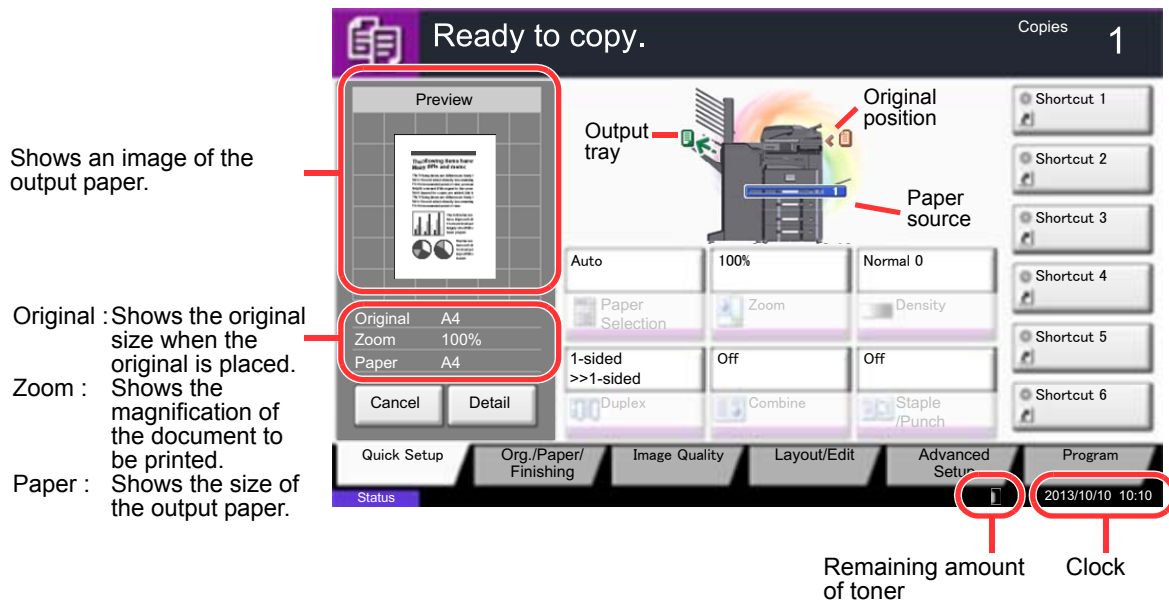 Ready to copy.
Copies
1
Preview
Shows an image of the
output paper.
Output
tray
Original
position
1
Paper
source
Shortcut 1
Shortcut 2
Shortcut 3
Shortcut 4
Shortcut 5
Shortcut 6
Original : Shows the original
size when the
original is placed.
Zoom : Shows the
magnification of
the document to
be printed.
Paper : Shows the size of
the output paper.
Original A4
Zoom 100%
Paper A4
Cancel
Detail
Auto
Paper
Selection
100%
Zoom
Normal 0
Density
1-sided
>>1-sided
Duplex
Off
Combine
Off
Staple
/Punch
Quick Setup
Org./Paper/
Finishing
Image Quality
Layout/Edit
Advanced
Setup
Program
Status
2013/10/10 10:10
Remaining amount
of toner
Clock